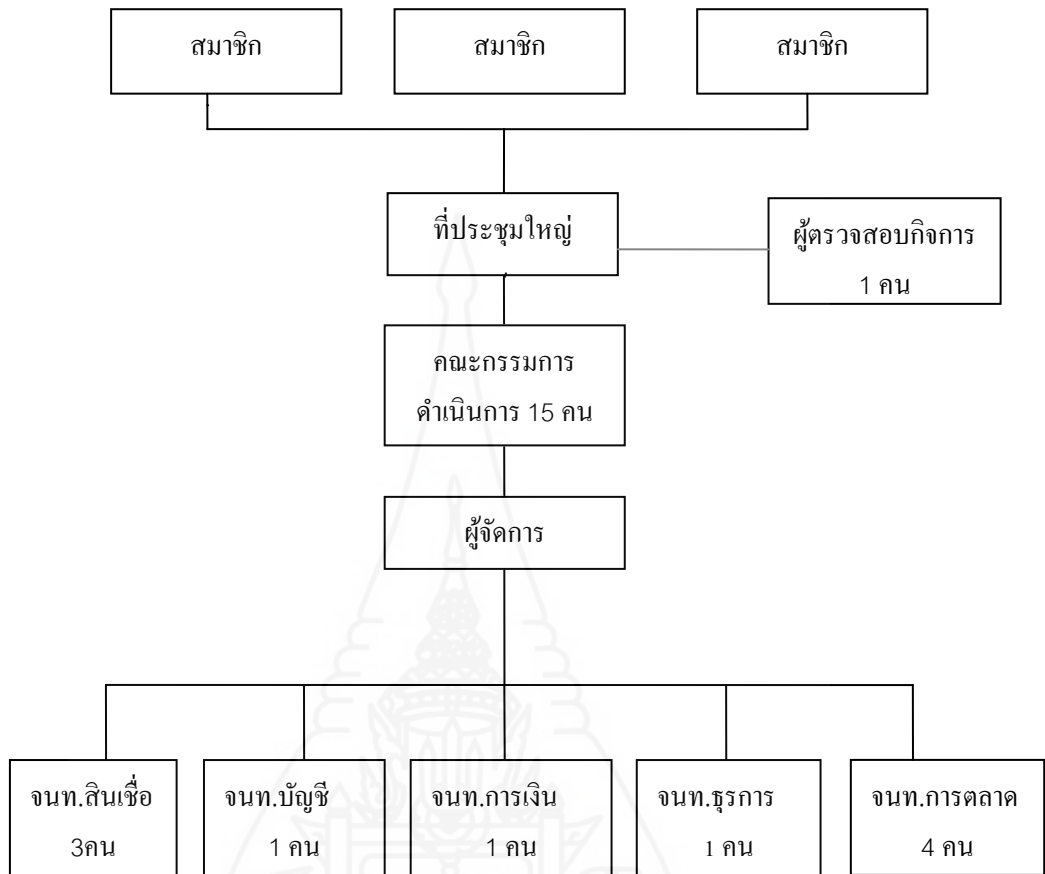 สมาชิก
สมาชิก
สมาชิก
ที่ประชุมใหญ่
ผู้ตรวจสอบกิจการ
1 คน
คณะกรรมการ
ดำเนินการ 15 คน
ผู้จัดการ
จนท.สินเชื่อ
3คน
จนท.บัญชี
1 คน
จนท.การเงิน
1 คน
จนท.ธุรการ
1 คน
จนท.การตลาด
4 คน